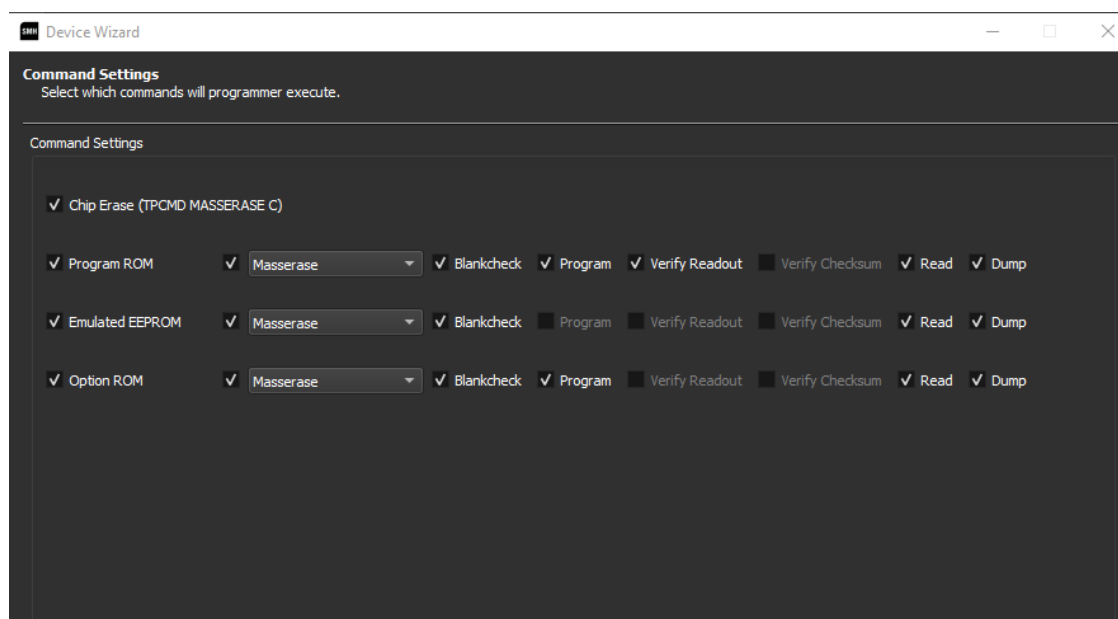 SMH Device Wizard
Command Settings
Select which commands will programmer execute.
Command Settings
Chip Erase (TPCMD MASSERASE C)
Program ROM Masserase Blankcheck Program Verify Readout Verify Checksum Read Dump
Emulated EEPROM Masserase Blankcheck Program Verify Readout Verify Checksum Read Dump
Option ROM Masserase Blankcheck Program Verify Readout Verify Checksum Read Dump